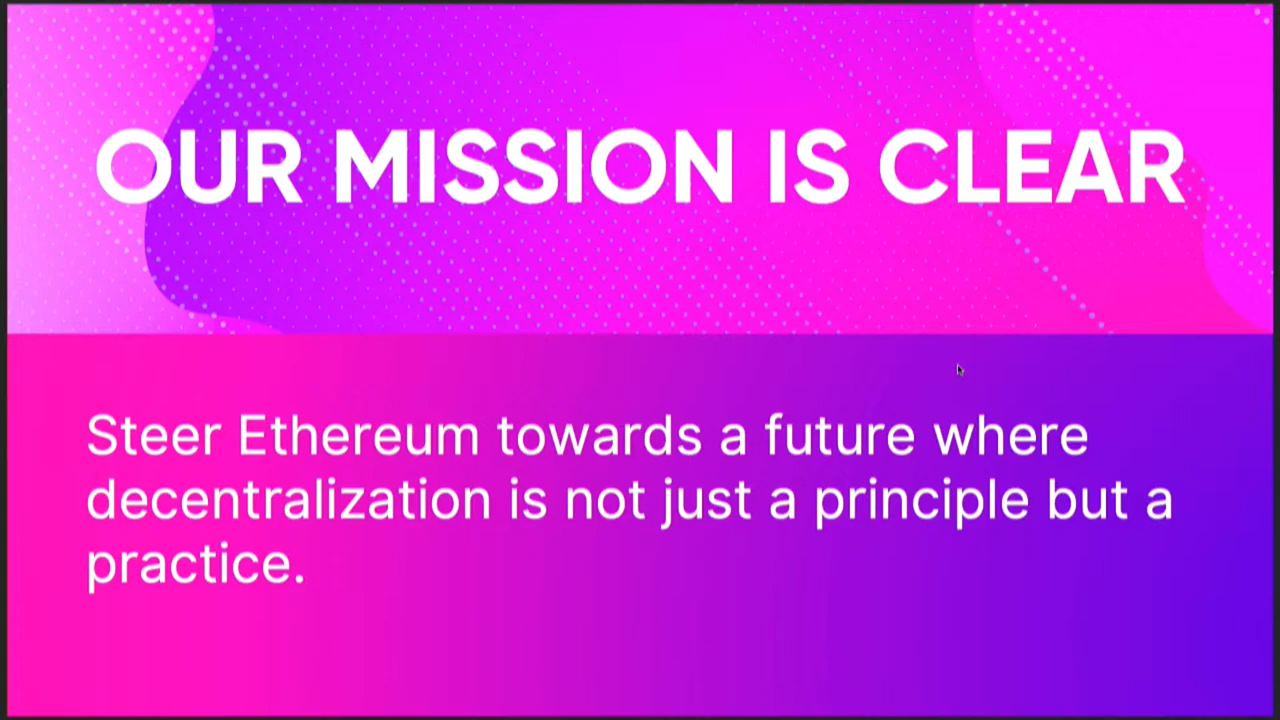 OUR MISSION IS CLEAR
Steer Ethereum towards a future where
decentralization is not just a principle but a
practice.